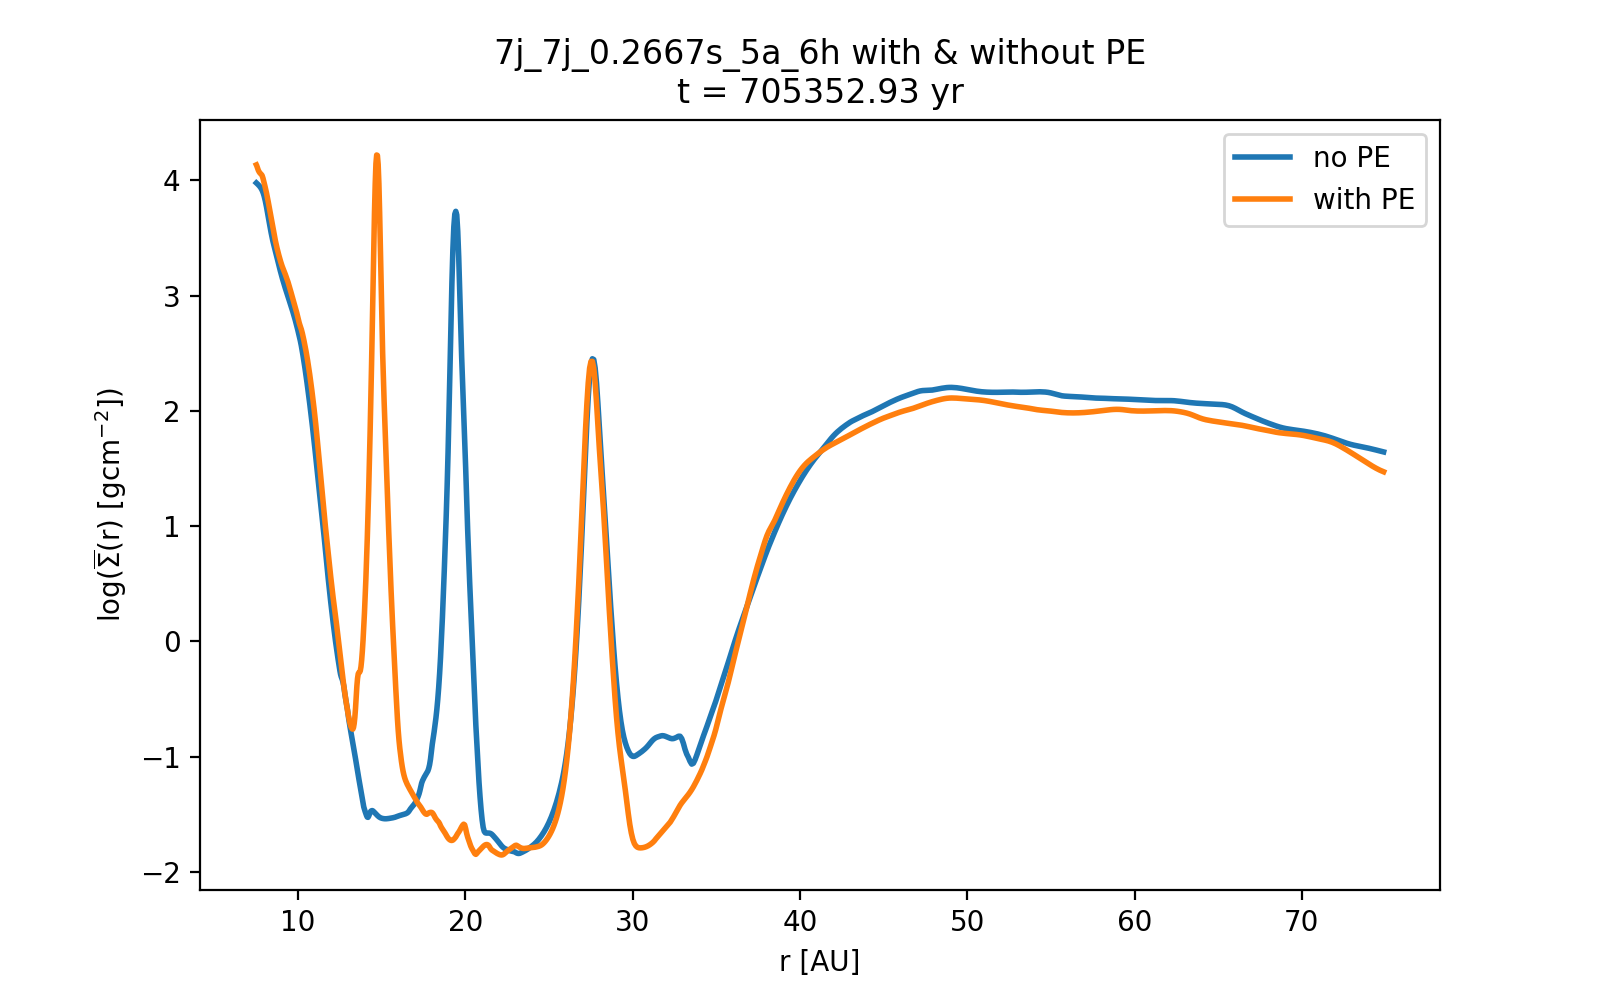 7j_7j_0.2667s_5a_6h with & without PE
t = 705352.93 yr
no PE
with PE
4
3
2
1
0
−1
−2
log(Σ̅(r) [gcm⁻²])
10 20 30 40 50 60 70
r [AU]